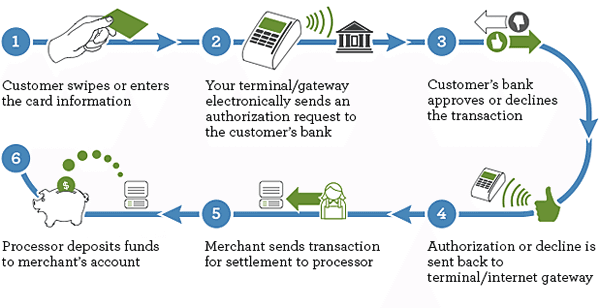 1
Customer swipes or enters
the card information
2
Your terminal/gateway
electronically sends an
authorization request to
the customer's bank
3
Customer's bank
approves or declines
the transaction
4
Authorization or decline is
sent back to
terminal/internet gateway
5
Merchant sends transaction
for settlement to processor
6
$
Processor deposits funds
to merchant's account